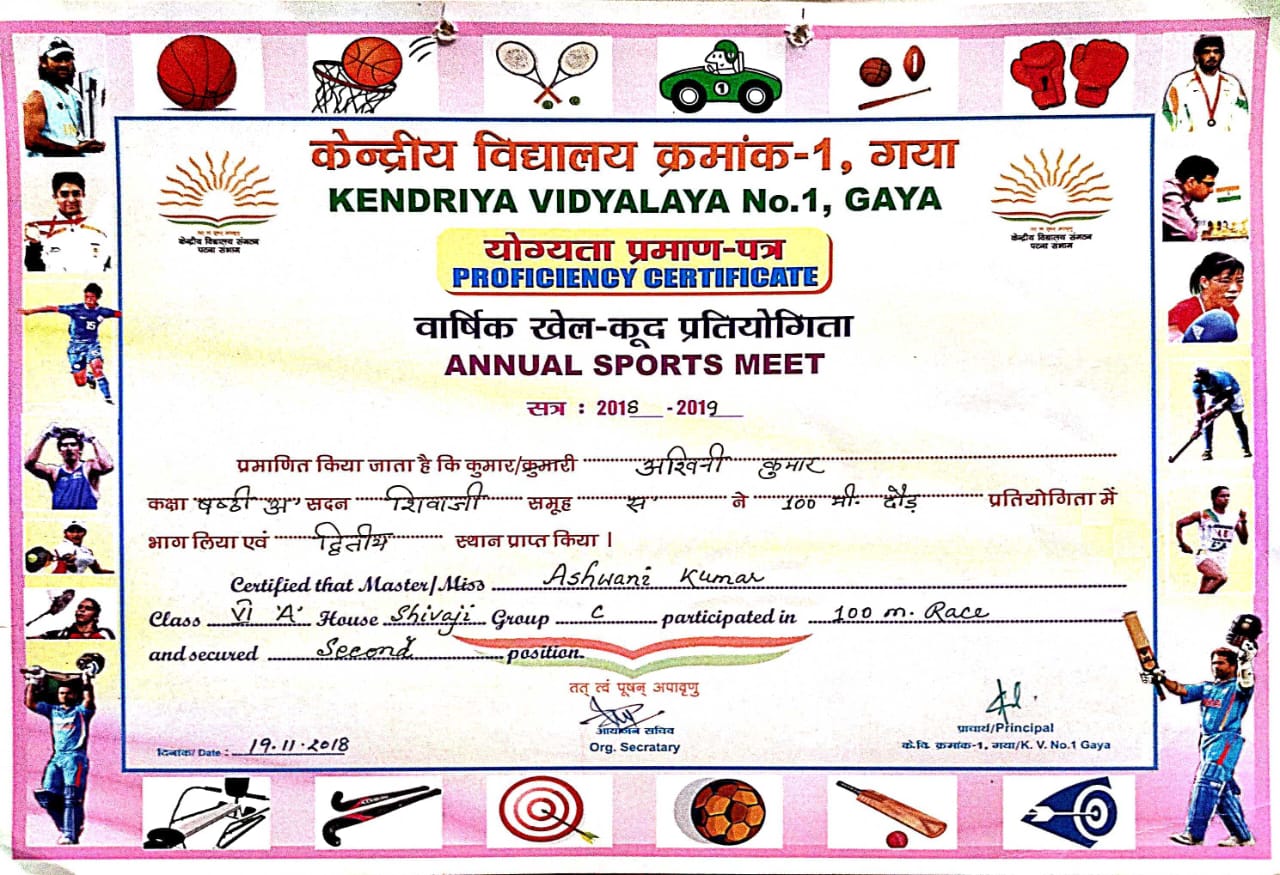 केन्द्रीय विद्यालय क्रमांक-1, गया
KENDRIYA VIDYALAYA No.1, GAYA
केन्द्रीय विद्यालय संगठन
पटना संभाग
केन्द्रीय विद्यालय संगठन
पटना संभाग
योग्यता प्रमाण-पत्र
PROFICIENCY CERTIFICATE
वार्षिक खेल-कूद प्रतियोगिता
ANNUAL SPORTS MEET
सत्र : 2018 - 2019
प्रमाणित किया जाता है कि कुमार/कुमारी अश्विनी कुमार
कक्षा षष्ठी अ सदन शिवाजी समूह स ने 100 मी. दौड़ प्रतियोगिता में
भाग लिया एवं द्वितीय स्थान प्राप्त किया ।
Certified that Master/Miss Ashwani Kumar
Class VI 'A' House Shivaji Group C participated in 100 m. Race
and secured Second position.
तत् त्वं पूषन् अपावृणु
आयोजन सचिव
Org. Secratary
प्राचार्य/Principal
के.वि. क्रमांक-1, गया/K. V. No.1 Gaya
दिनांक/ Date : 19.11.2018